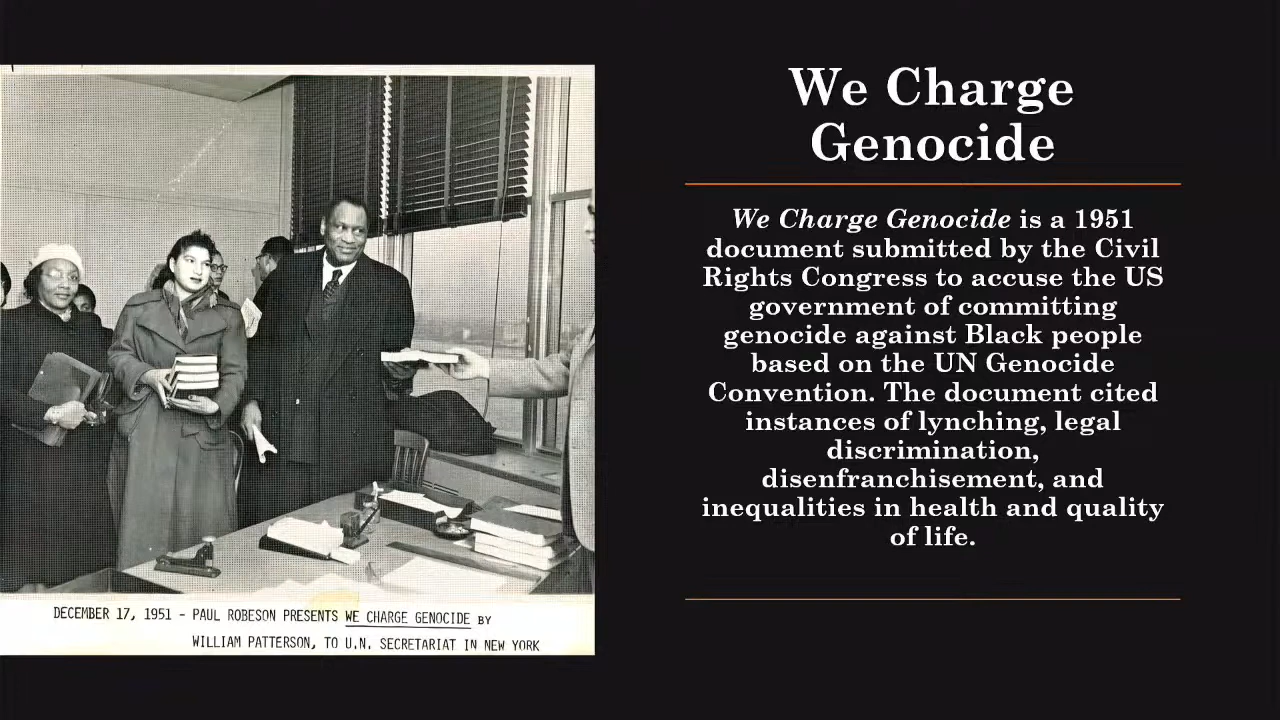 We Charge
Genocide
We Charge Genocide is a 1951
document submitted by the Civil
Rights Congress to accuse the US
government of committing
genocide against Black people
based on the UN Genocide
Convention. The document cited
instances of lynching, legal
discrimination,
disenfranchisement, and
inequalities in health and quality
of life.
DECEMBER 17, 1951 - PAUL ROBESON PRESENTS WE CHARGE GENOCIDE BY
WILLIAM PATTERSON, TO U.N. SECRETARIAT IN NEW YORK